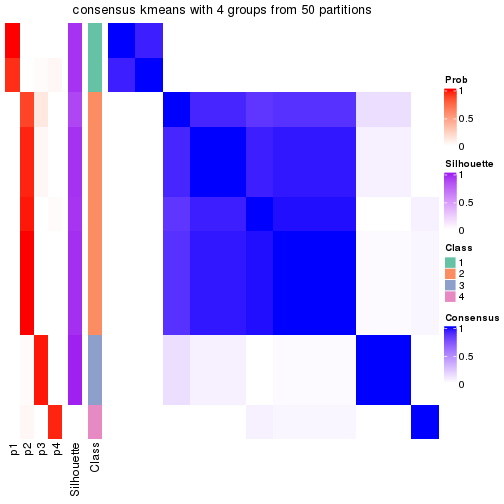 consensus kmeans with 4 groups from 50 partitions
Prob
1
0.5
0
Silhouette
1
0.5
0
Class
1
2
3
4
Consensus
1
0.5
0
p1
p2
p3
p4
Silhouette
Class